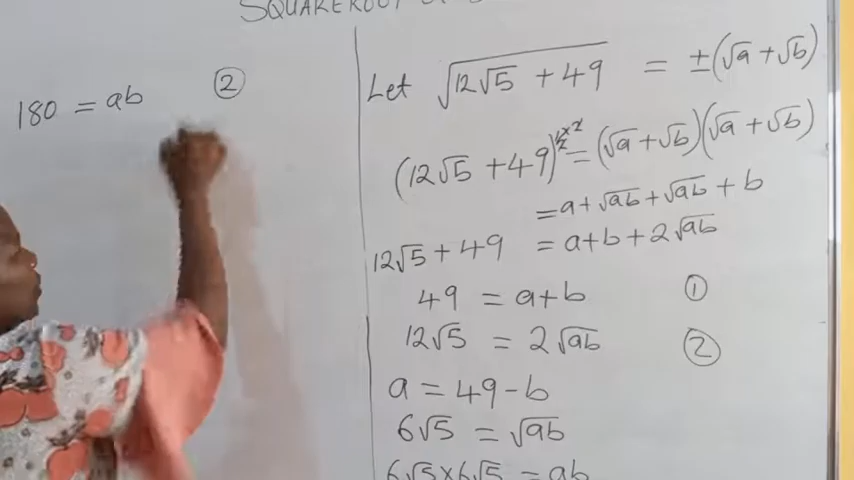 SQUAREROOT
180 = ab ②
Let √(12√5 + 49) = ±(√a + √b)
(12√5 + 49)^(½×2) = (√a + √b)(√a + √b)
= a + √ab + √ab + b
12√5 + 49 = a + b + 2√ab
49 = a + b ①
12√5 = 2√ab ②
a = 49 - b
6√5 = √ab
6√5 × 6√5 = ab